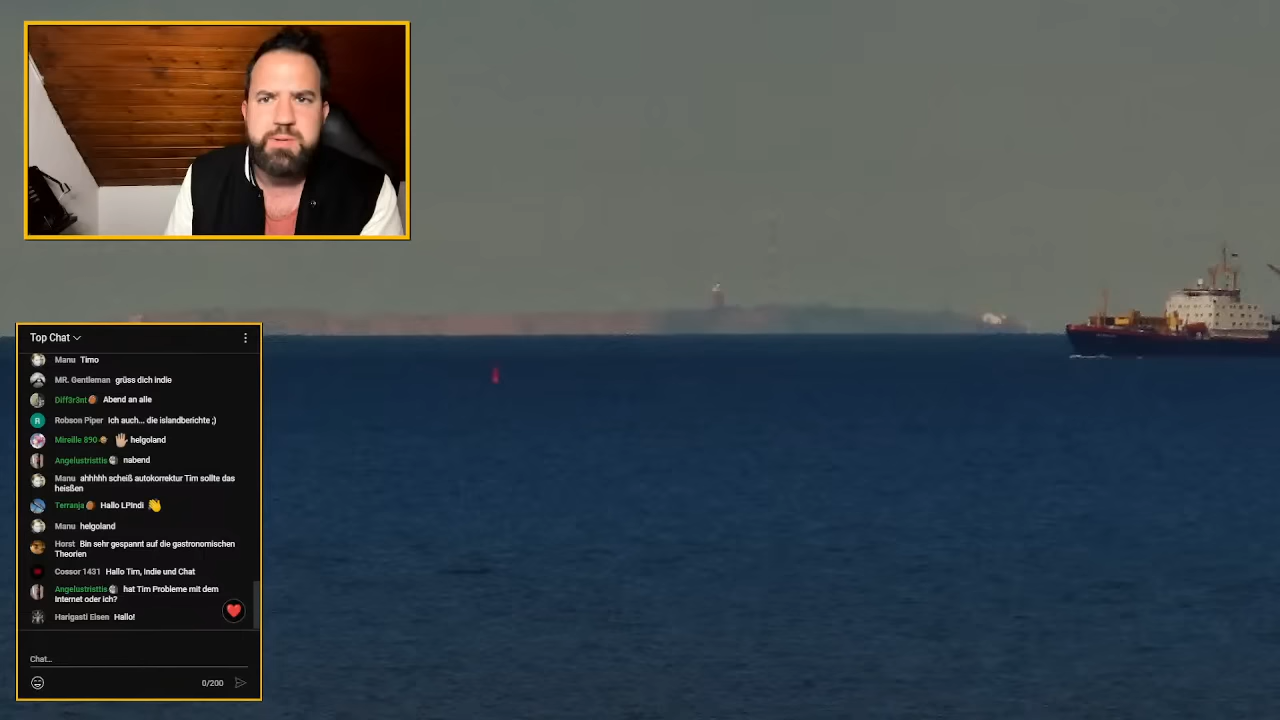 Top Chat
Manu Timo
MR. Gentleman grüss dich indie
Diff3r3nt Abend an alle
R Robson Piper Ich auch... die islandberichte ;)
Mireille 890 helgoland
Angelustristtis nabend
Manu ahhhhh scheiß autokorrektur Tim sollte das
heisßen
Terranja Hallo LPIndi
Manu helgoland
Horst Bin sehr gespannt auf die gastronomischen
Theorien
Cossor 1431 Hallo Tim, Indie und Chat
Angelustristtis hat Tim Probleme mit dem
Internet oder ich?
Harigasti Eisen Hallo!
Chat...
0/200